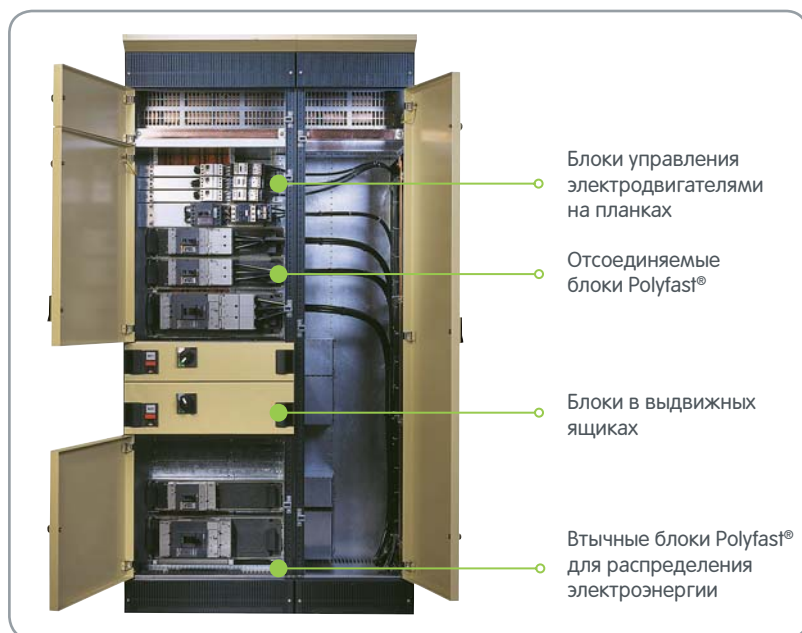 Блоки управления
электродвигателями
на планках
Отсоединяемые
блоки Polyfast®
Блоки в выдвижных
ящиках
Втычные блоки Polyfast®
для распределения
электроэнергии